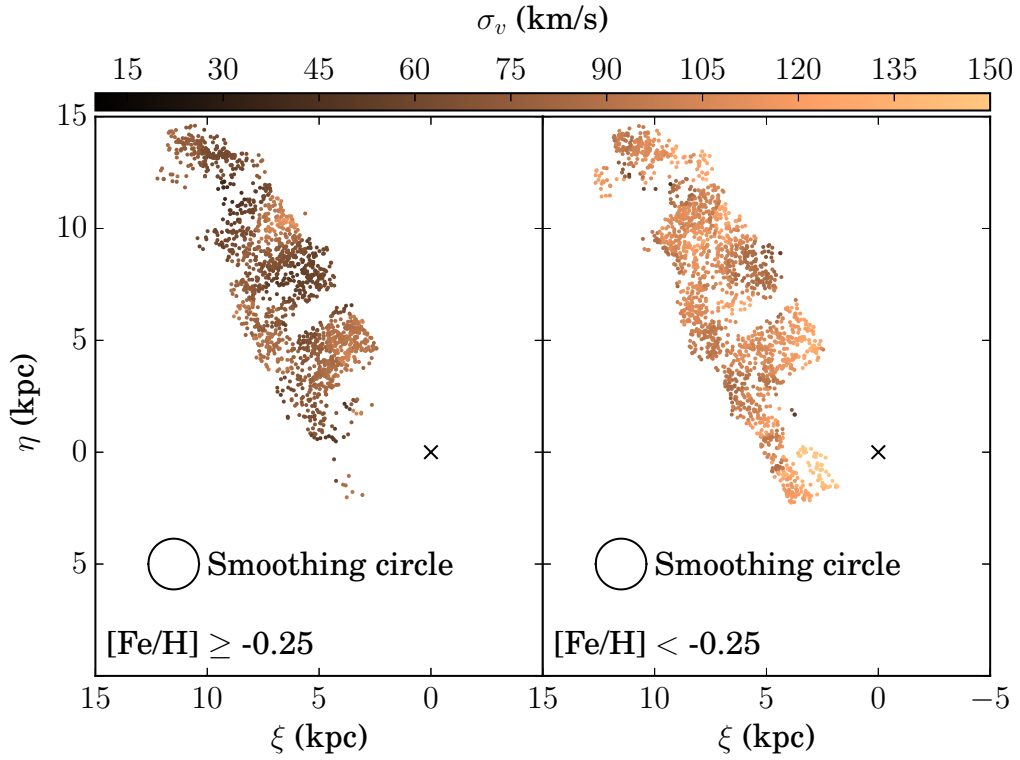 σ_v (km/s)
15 30 45 62 75 90 105 120 135 150
15
10
5
0
5
η (kpc)
Smoothing circle Smoothing circle
[Fe/H] ≥ -0.25 [Fe/H] < -0.25
15 10 5 0 15 10 5 0 −5
ξ (kpc) ξ (kpc)